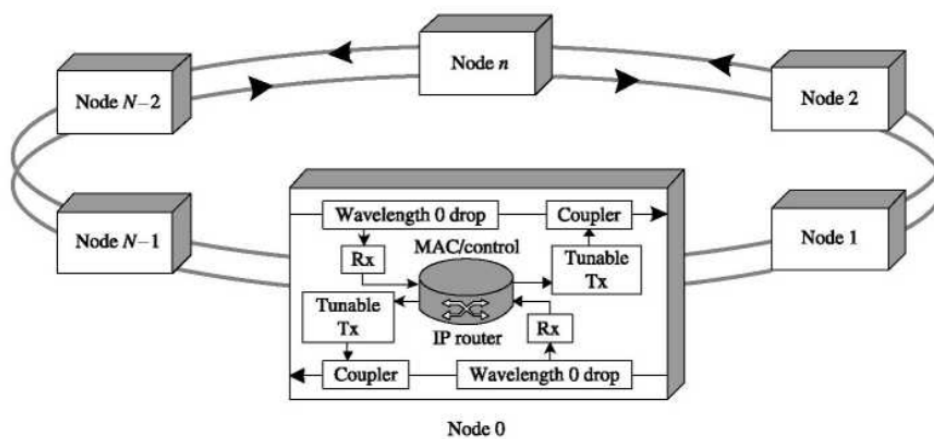 Node n
Node N–2
Node 2
Node N–1
Node 1
Wavelength 0 drop
Coupler
Rx
MAC/control
Tunable
Tx
Tunable
Tx
IP router
Rx
Coupler
Wavelength 0 drop
Node 0